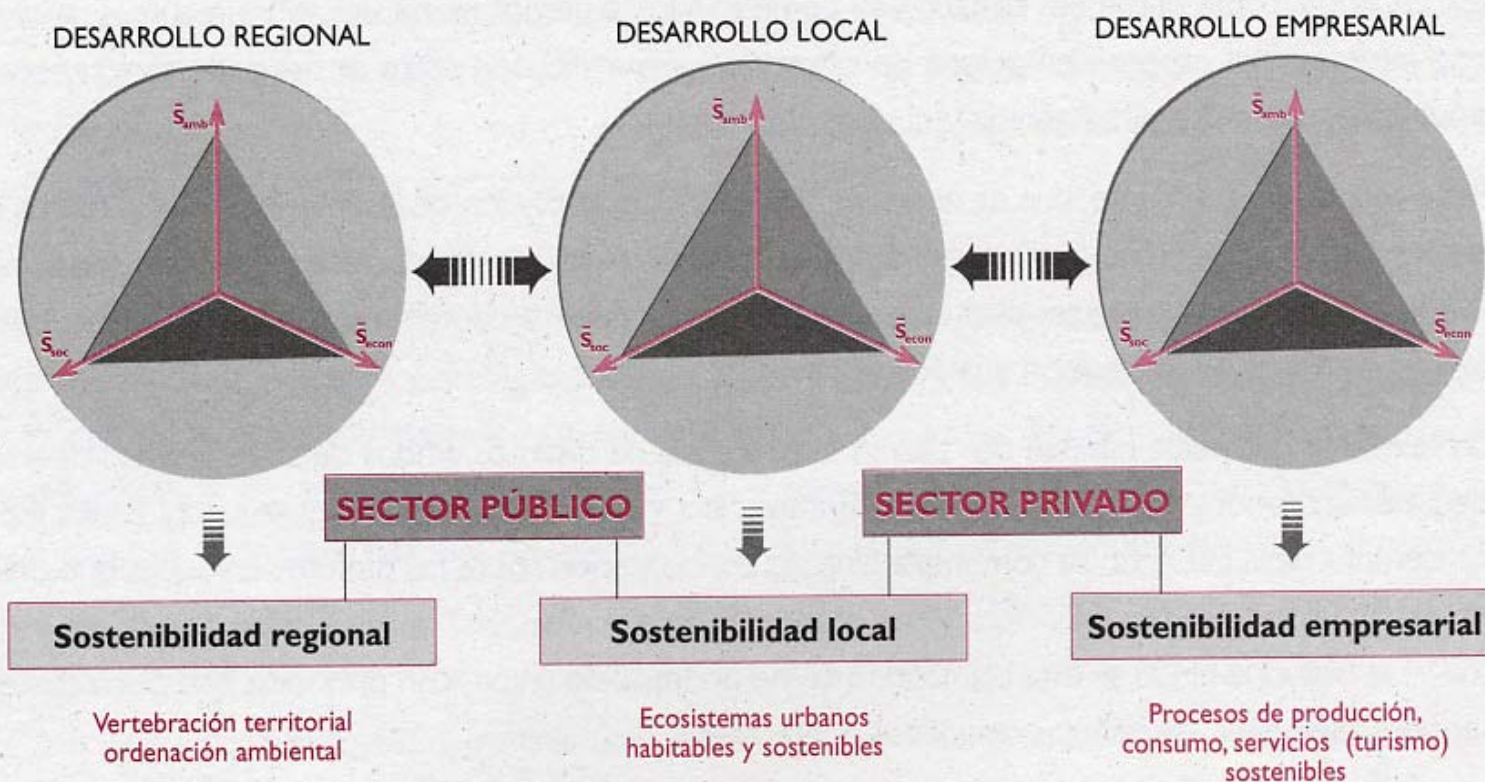 DESARROLLO REGIONAL
DESARROLLO LOCAL
DESARROLLO EMPRESARIAL
S̄amb
S̄soc
S̄econ
S̄amb
S̄soc
S̄econ
S̄amb
S̄soc
S̄econ
SECTOR PÚBLICO
SECTOR PRIVADO
Sostenibilidad regional
Sostenibilidad local
Sostenibilidad empresarial
Vertebración territorial
ordenación ambiental
Ecosistemas urbanos
habitables y sostenibles
Procesos de producción,
consumo, servicios (turismo)
sostenibles